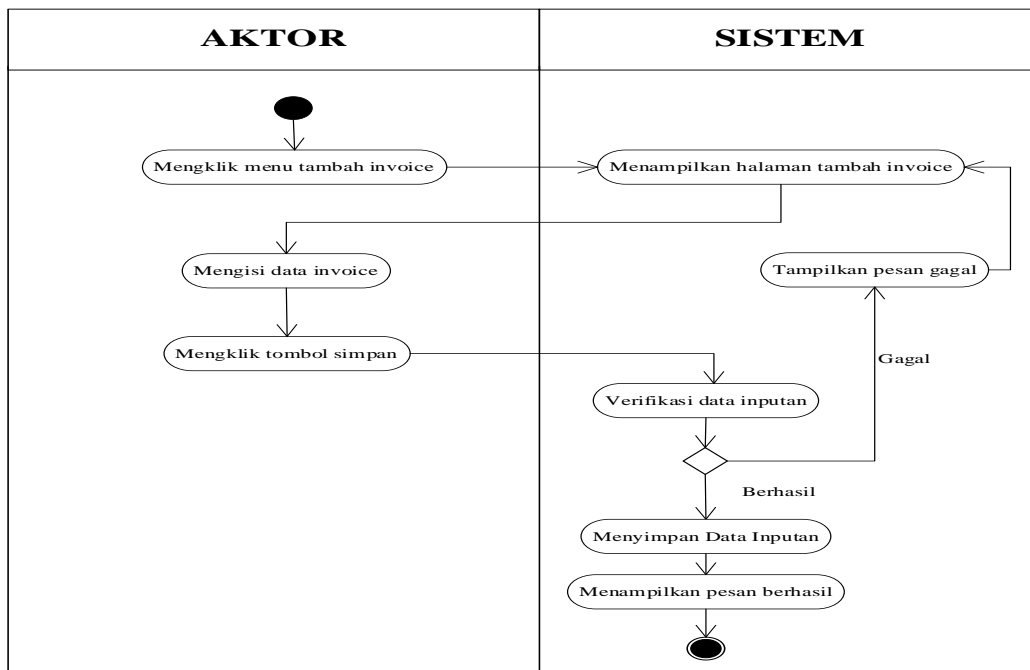 AKTOR
SISTEM
Mengklik menu tambah invoice
Menampilkan halaman tambah invoice
Mengisi data invoice
Tampilkan pesan gagal
Mengklik tombol simpan
Gagal
Verifikasi data inputan
Berhasil
Menyimpan Data Inputan
Menampilkan pesan berhasil